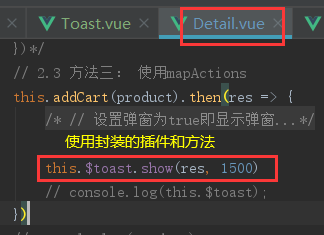 Toast.vue Detail.vue
})*/
// 2.3 方法三： 使用mapActions
this.addCart(product).then(res => {
/* // 设置弹窗为true即显示弹窗...*/
使用封装的插件和方法
this.$toast.show(res, 1500)
// console.log(this.$toast);
})